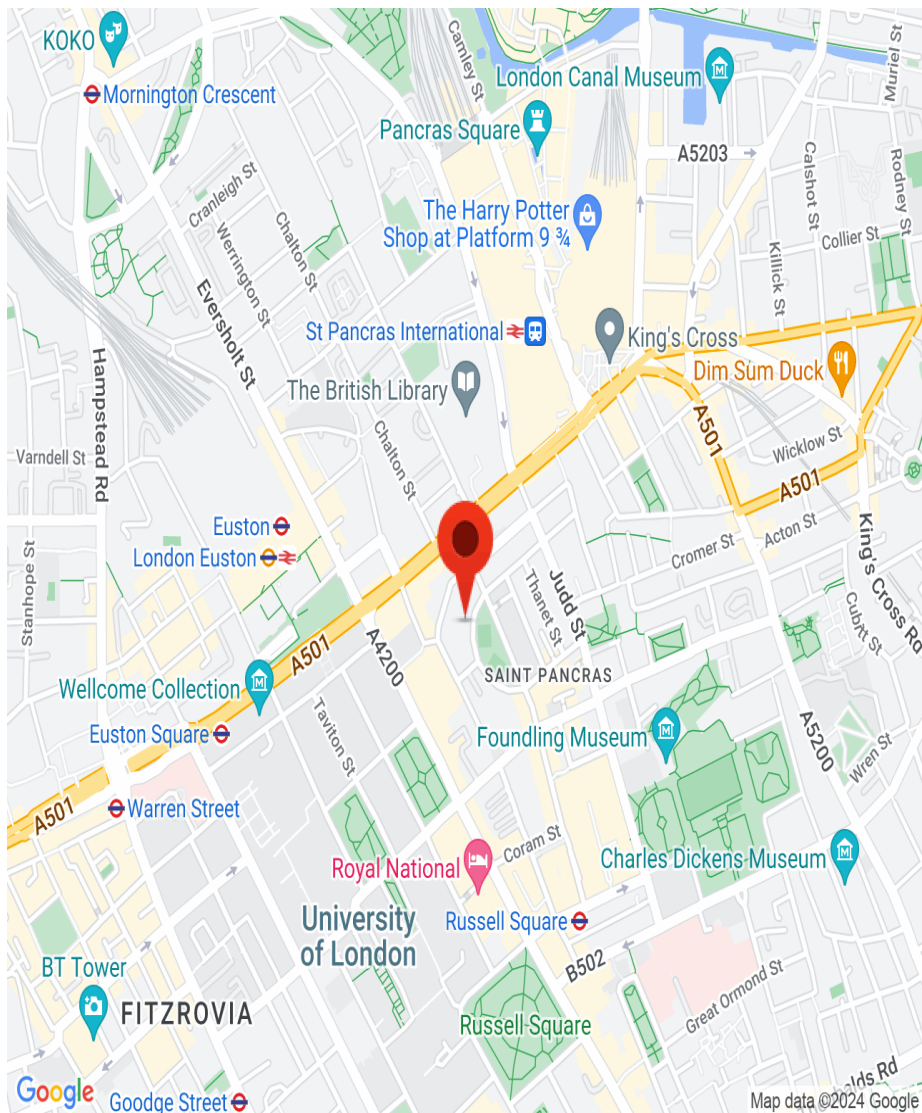 KOKO
Mornington Crescent
Camley St
London Canal Museum
Muriel St
Pancras Square
A5203
Calshot St
Rodney St
Cranleigh St
Werrington St
Chalton St
The Harry Potter
Shop at Platform 9 ¾
Killick St
Collier St
Eversholt St
St Pancras International
King's Cross
Hampstead Rd
The British Library
Dim Sum Duck
Chalton St
A501
Wicklow St
Varndell St
A501
Euston
London Euston
Stanhope St
Acton St
Cromer St
King's Cross Rd
Judd St
Thanet St
Cubitt St
A501
A4200
SAINT PANCRAS
Wellcome Collection
Euston Square
Taviton St
Foundling Museum
A5200
Wren St
A501
Warren Street
Coram St
Royal National
Charles Dickens Museum
University
of London
Russell Square
B502
BT Tower
FITZROVIA
Great Ormond St
Russell Square
Google
Goodge Street
olds Rd
Map data ©2024 Google